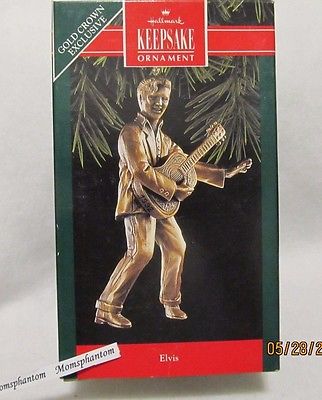 GOLD CROWN
EXCLUSIVE
Hallmark
KEEPSAKE
ORNAMENT
Elvis
Momsphantom
Momsphantom
05/28/2